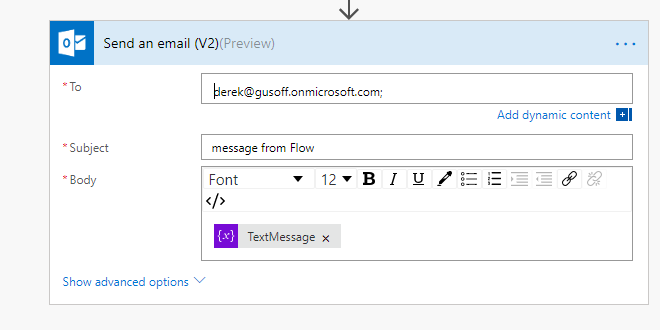 Send an email (V2)(Preview)
* To
derek@gusoff.onmicrosoft.com;
Add dynamic content
* Subject
message from Flow
* Body
Font 12 B I U </>
{x} TextMessage ×
Show advanced options